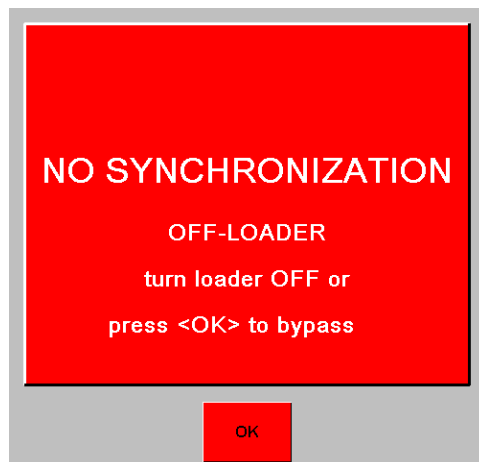 NO SYNCHRONIZATION
OFF-LOADER
turn loader OFF or
press <OK> to bypass
OK